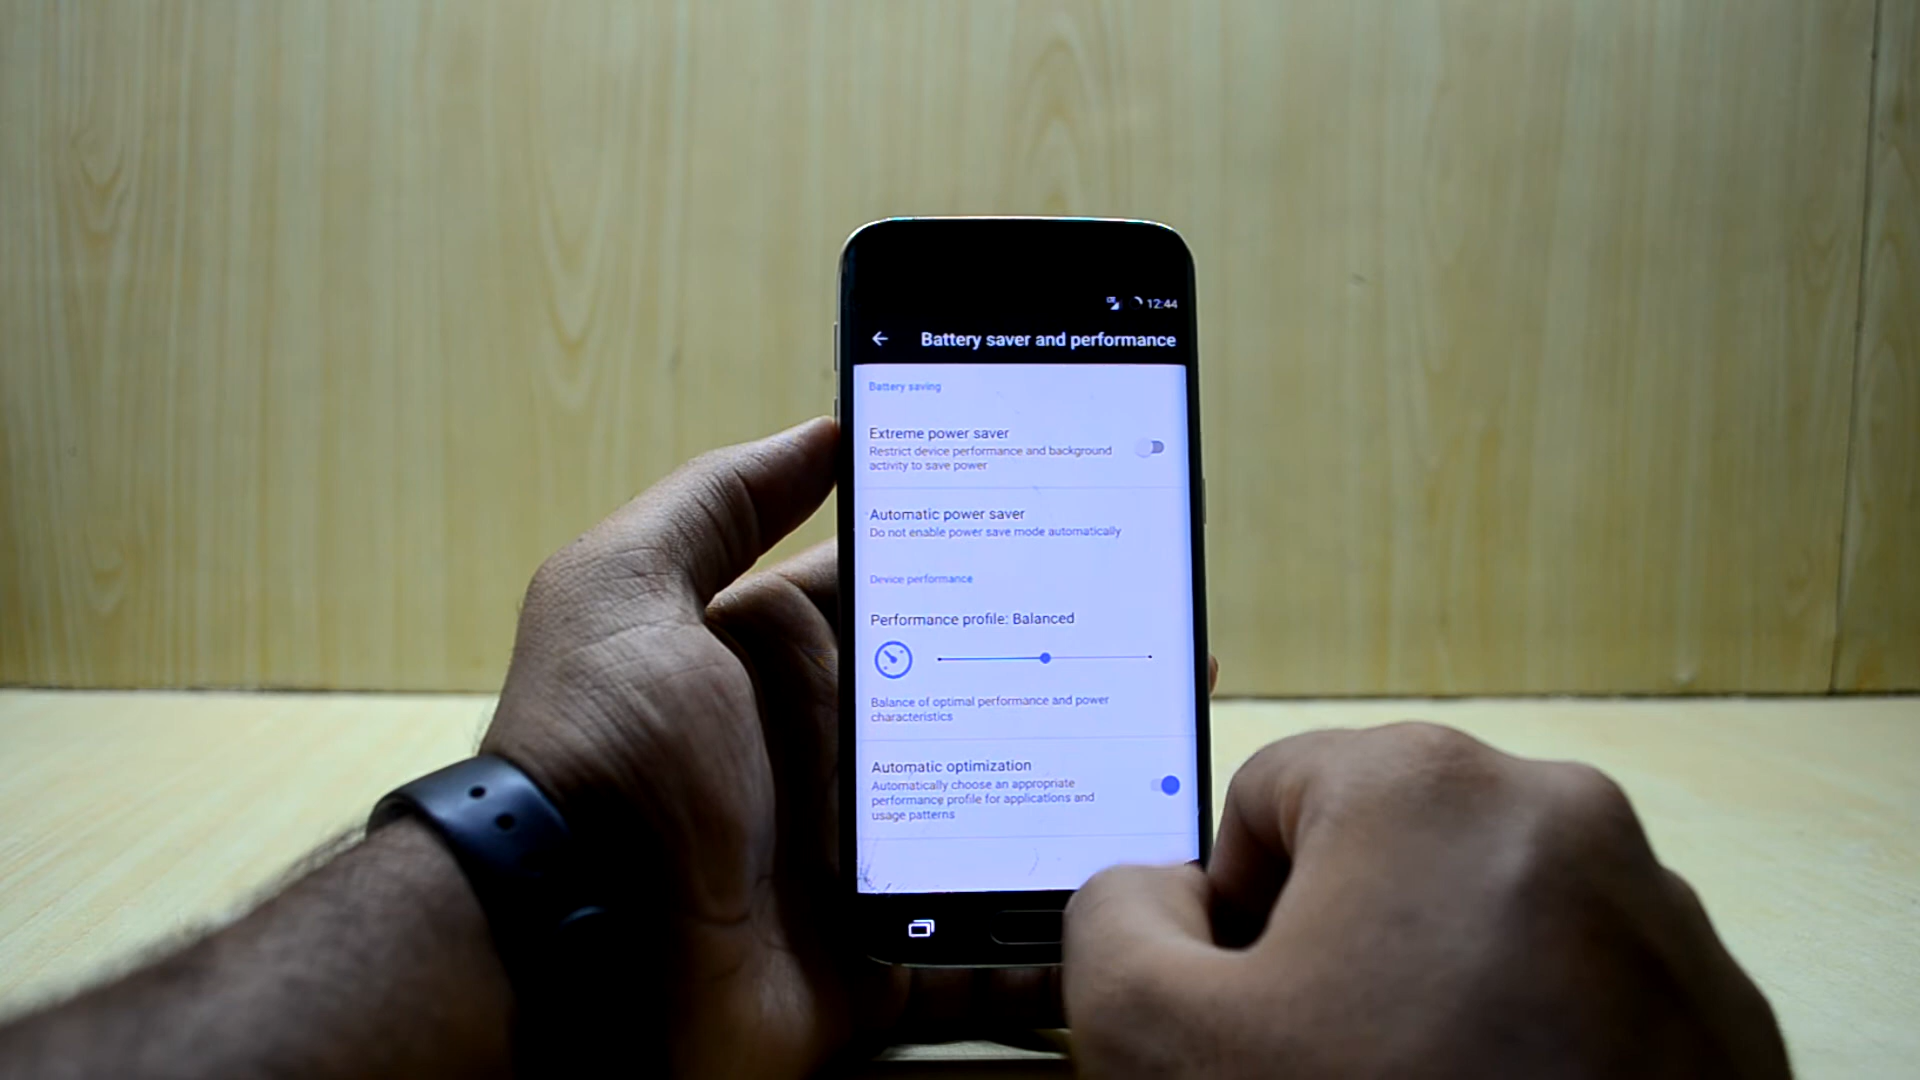 12:44
Battery saver and performance
Battery saving
Extreme power saver
Restrict device performance and background
activity to save power
Automatic power saver
Do not enable power save mode automatically
Device performance
Performance profile: Balanced
Balance of optimal performance and power
characteristics
Automatic optimization
Automatically choose an appropriate
performance profile for applications and
usage patterns